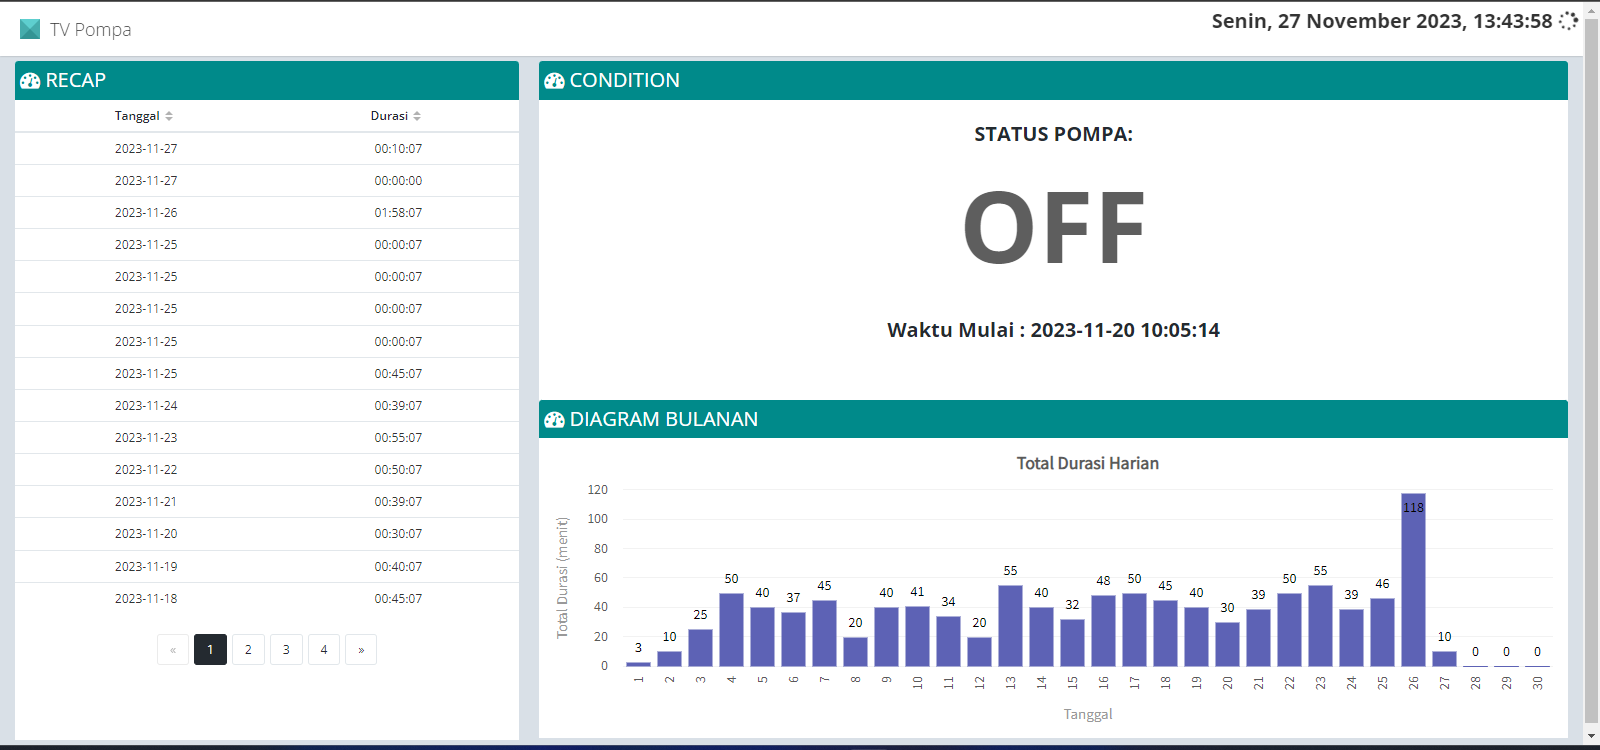 TV Pompa
Senin, 27 November 2023, 13:43:58
RECAP
Tanggal Durasi
2023-11-27 00:10:07
2023-11-27 00:00:00
2023-11-26 01:58:07
2023-11-25 00:00:07
2023-11-25 00:00:07
2023-11-25 00:00:07
2023-11-25 00:00:07
2023-11-25 00:45:07
2023-11-24 00:39:07
2023-11-23 00:55:07
2023-11-22 00:50:07
2023-11-21 00:39:07
2023-11-20 00:30:07
2023-11-19 00:40:07
2023-11-18 00:45:07
« 1 2 3 4 »
CONDITION
STATUS POMPA:
OFF
Waktu Mulai : 2023-11-20 10:05:14
DIAGRAM BULANAN
Total Durasi Harian
Total Durasi (menit)
120
100
80
60
40
20
0
3 10 25 50 40 37 45 20 40 41 34 20 55 40 32 48 50 45 40 30 39 50 55 39 46 118 10 0 0 0
1 2 3 4 5 6 7 8 9 10 11 12 13 14 15 16 17 18 19 20 21 22 23 24 25 26 27 28 29 30
Tanggal